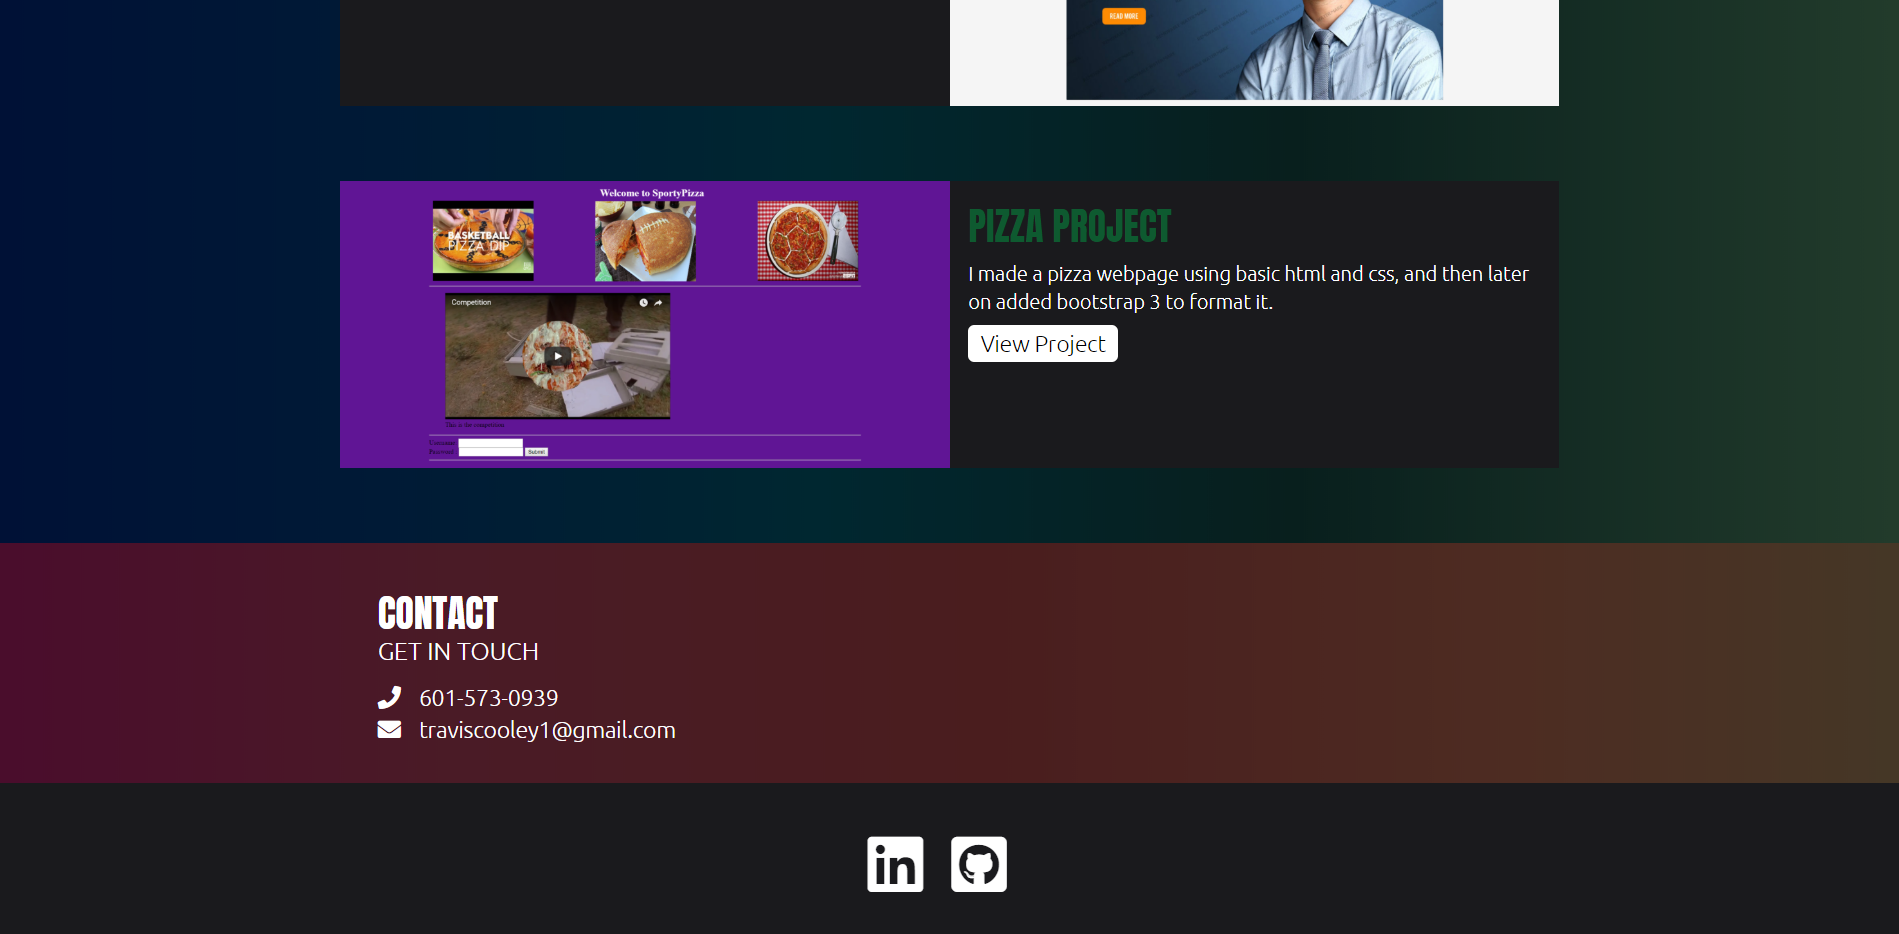 READ MORE
Welcome to SportyPizza
BASKETBALL
PIZZA DIP
ESPN
Competition
This is the competition
Username
Password
Submit
PIZZA PROJECT
I made a pizza webpage using basic html and css, and then later
on added bootstrap 3 to format it.
View Project
CONTACT
GET IN TOUCH
601-573-0939
traviscooley1@gmail.com
in